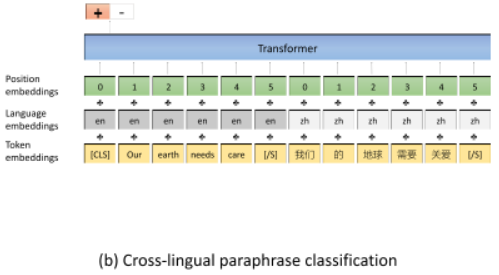 + -
Transformer
Position embeddings 0 1 2 3 4 5 0 1 2 3 4 5
+ + + + + + + + + + + +
Language embeddings en en en en en en zh zh zh zh zh zh
+ + + + + + + + + + + +
Token embeddings [CLS] Our earth needs care [/S] 我们 的 地球 需要 关爱 [/S]
(b) Cross-lingual paraphrase classification